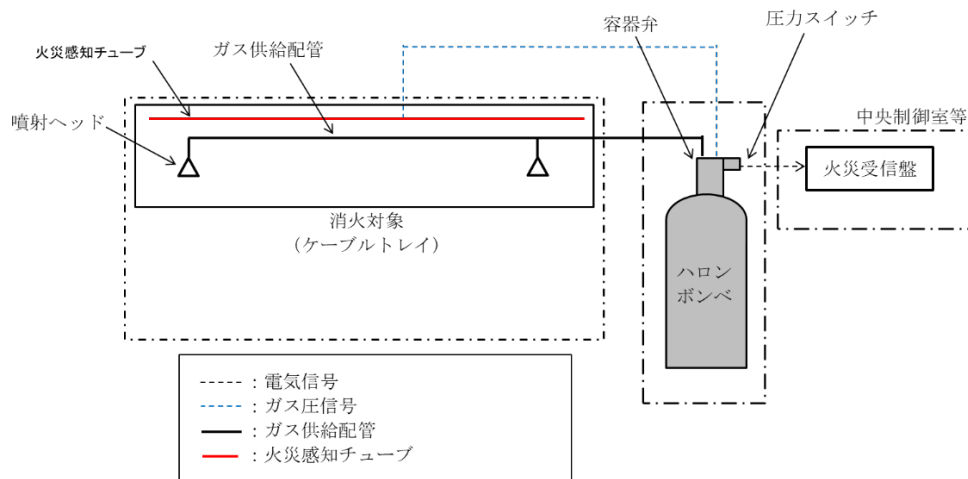 容器弁
圧力スイッチ
火災感知チューブ
ガス供給配管
噴射ヘッド
中央制御室等
火災受信盤
消火対象
（ケーブルトレイ）
ハロン
ボンベ
：電気信号
：ガス圧信号
：ガス供給配管
：火災感知チューブ